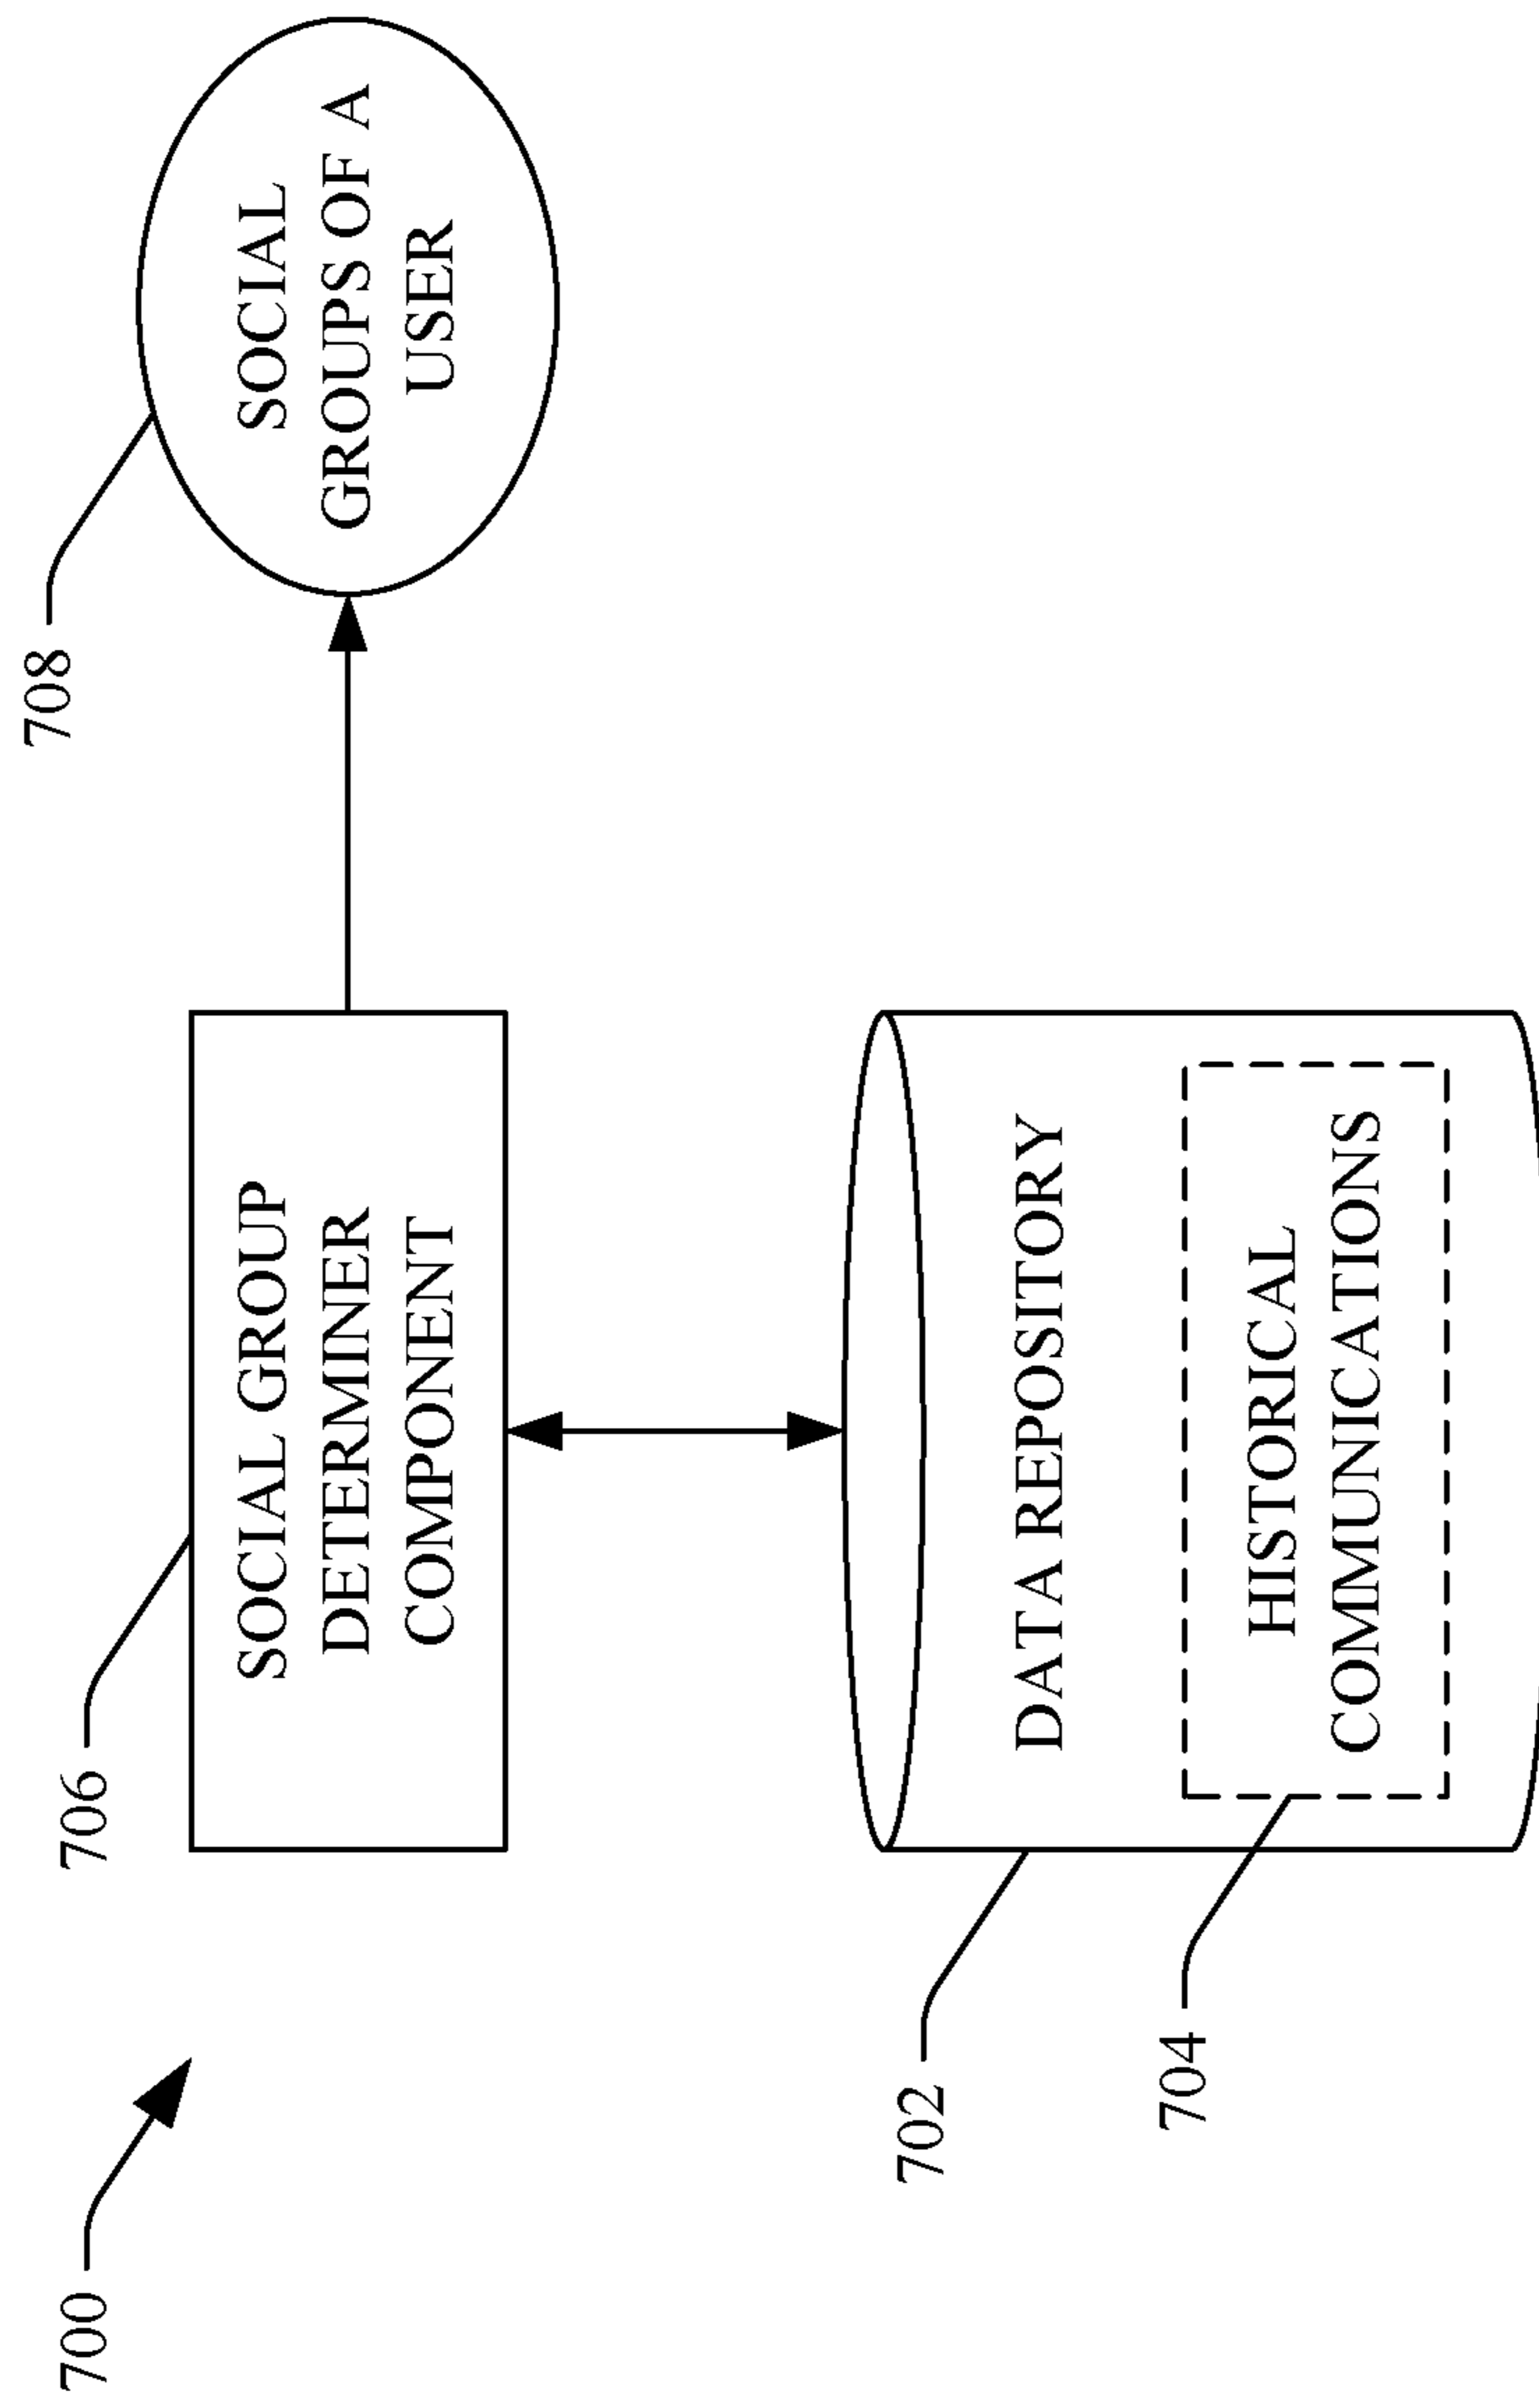 700
706
SOCIAL GROUP
DETERMINER
COMPONENT
708
SOCIAL
GROUPS OF A
USER
702
DATA REPOSITORY
704
HISTORICAL
COMMUNICATIONS